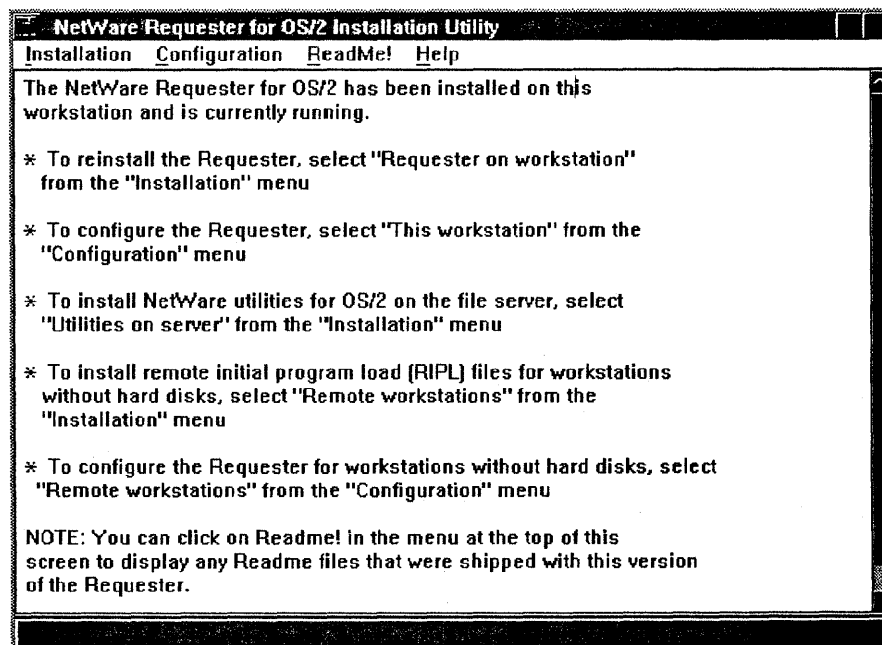 NetWare Requester for OS/2 Installation Utility
Installation Configuration ReadMe! Help
The NetWare Requester for OS/2 has been installed on this
workstation and is currently running.
* To reinstall the Requester, select "Requester on workstation"
from the "Installation" menu
* To configure the Requester, select "This workstation" from the
"Configuration" menu
* To install NetWare utilities for OS/2 on the file server, select
"Utilities on server" from the "Installation" menu
* To install remote initial program load (RIPL) files for workstations
without hard disks, select "Remote workstations" from the
"Installation" menu
* To configure the Requester for workstations without hard disks, select
"Remote workstations" from the "Configuration" menu
NOTE: You can click on Readme! in the menu at the top of this
screen to display any Readme files that were shipped with this version
of the Requester.